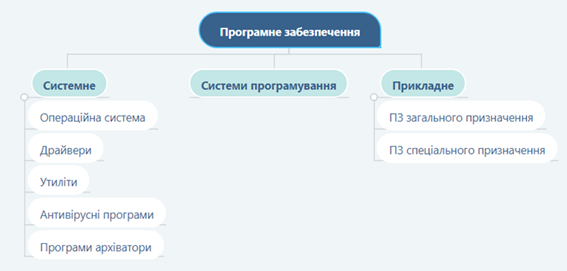 Програмне забезпечення
Системне
Системи програмування
Прикладне
Операційна система
Драйвери
Утиліти
Антивірусні програми
Програми архіватори
ПЗ загального призначення
ПЗ спеціального призначення